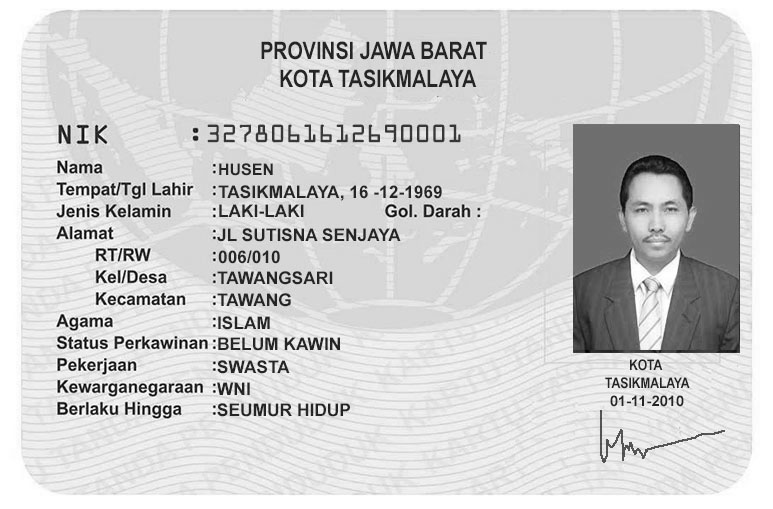 PROVINSI JAWA BARAT
KOTA TASIKMALAYA
NIK : 3278061612690001
Nama : HUSEN
Tempat/Tgl Lahir : TASIKMALAYA, 16 -12-1969
Jenis Kelamin : LAKI-LAKI Gol. Darah :
Alamat : JL SUTISNA SENJAYA
RT/RW : 006/010
Kel/Desa : TAWANGSARI
Kecamatan : TAWANG
Agama : ISLAM
Status Perkawinan : BELUM KAWIN
Pekerjaan : SWASTA
Kewarganegaraan : WNI
Berlaku Hingga : SEUMUR HIDUP
KOTA
TASIKMALAYA
01-11-2010